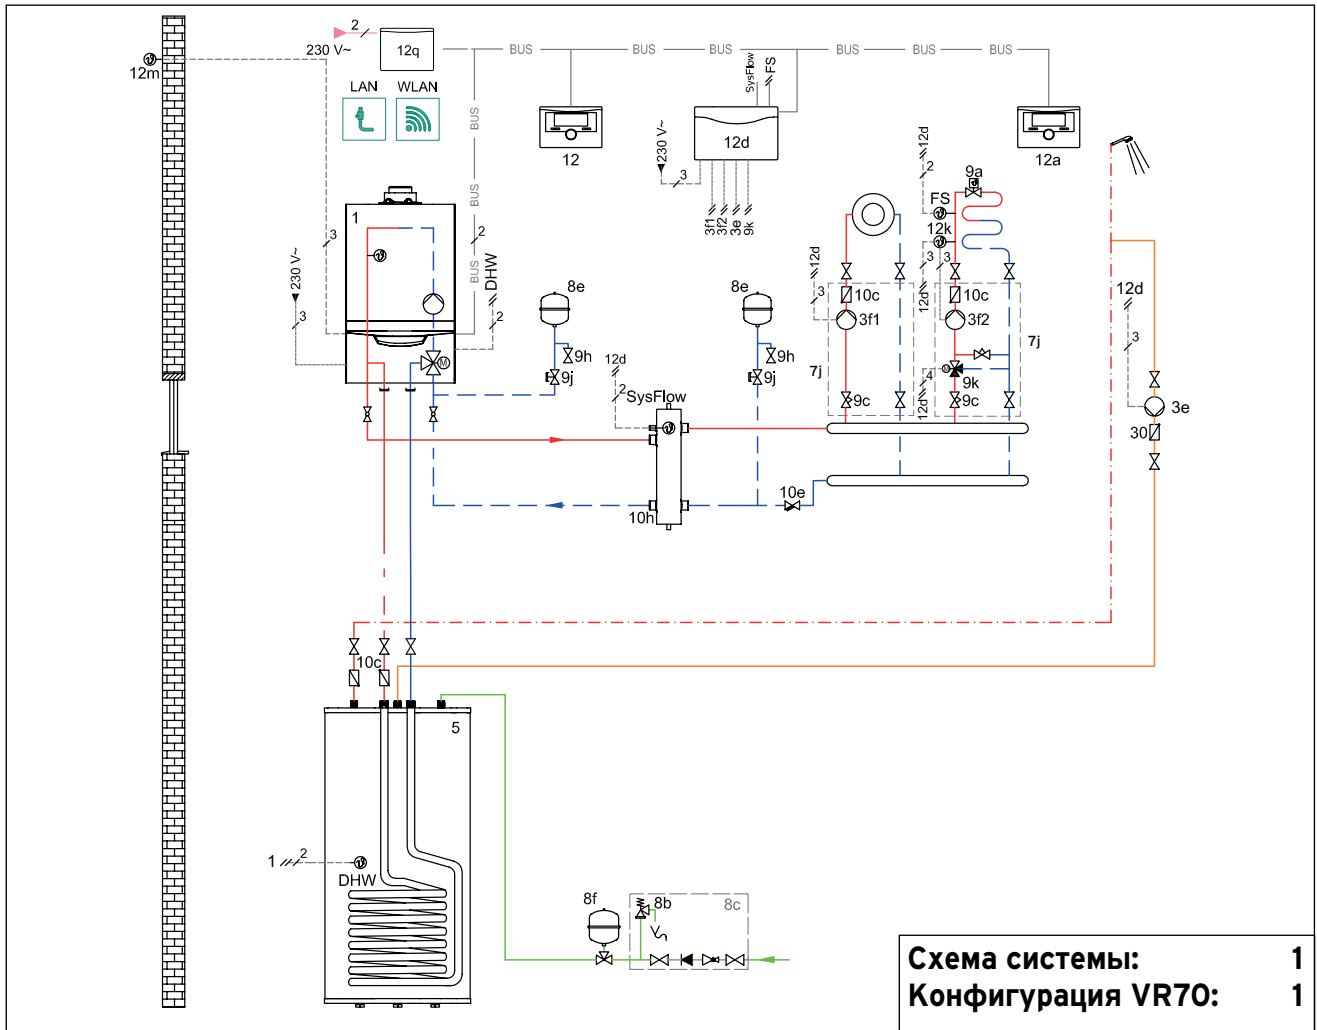 2
230 V~
12q
BUS
BUS
BUS
BUS
BUS
SysFlow
FS
12m
LAN
WLAN
BUS
12
230 V~
3
12d
3f1
3f2
3e
9k
12d
2
12a
9a
FS
12k
1
3
BUS
2
BUS
DHW
2
230 V~
3
8e
9h
9j
8e
9h
9j
12d
3
10c
3f1
7j
9c
3
12d
3
10c
3f2
7j
4
12d
9k
9c
12d
3
3e
30
12d
2
SysFlow
10h
10e
10c
5
1
2
DHW
8f
8b
8c
Схема системы: 1
Конфигурация VR70: 1